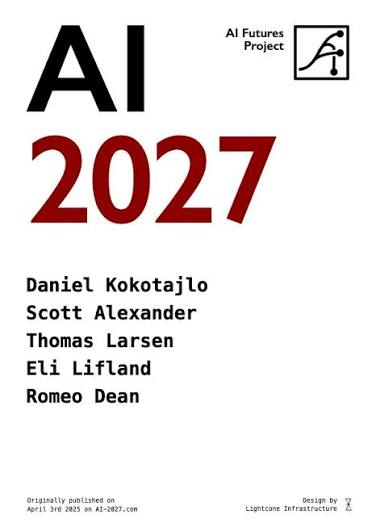 AI
2027
AI Futures
Project
Daniel Kokotajlo
Scott Alexander
Thomas Larsen
Eli Lifland
Romeo Dean
Originally published on
April 3rd 2025 on AI-2027.com
Design by
Lightcone Infrastructure